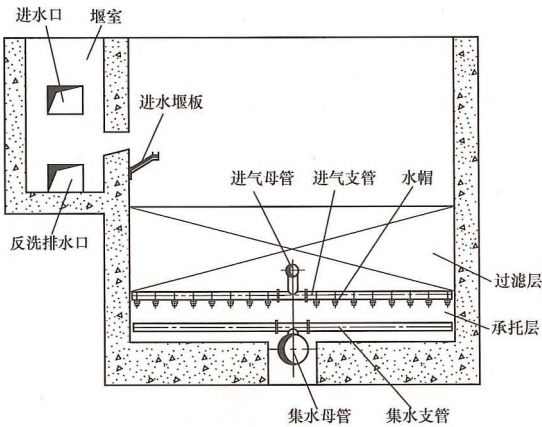 进水口
堰室
进水堰板
进气母管
进气支管
水帽
反洗排水口
过滤层
承托层
集水母管
集水支管